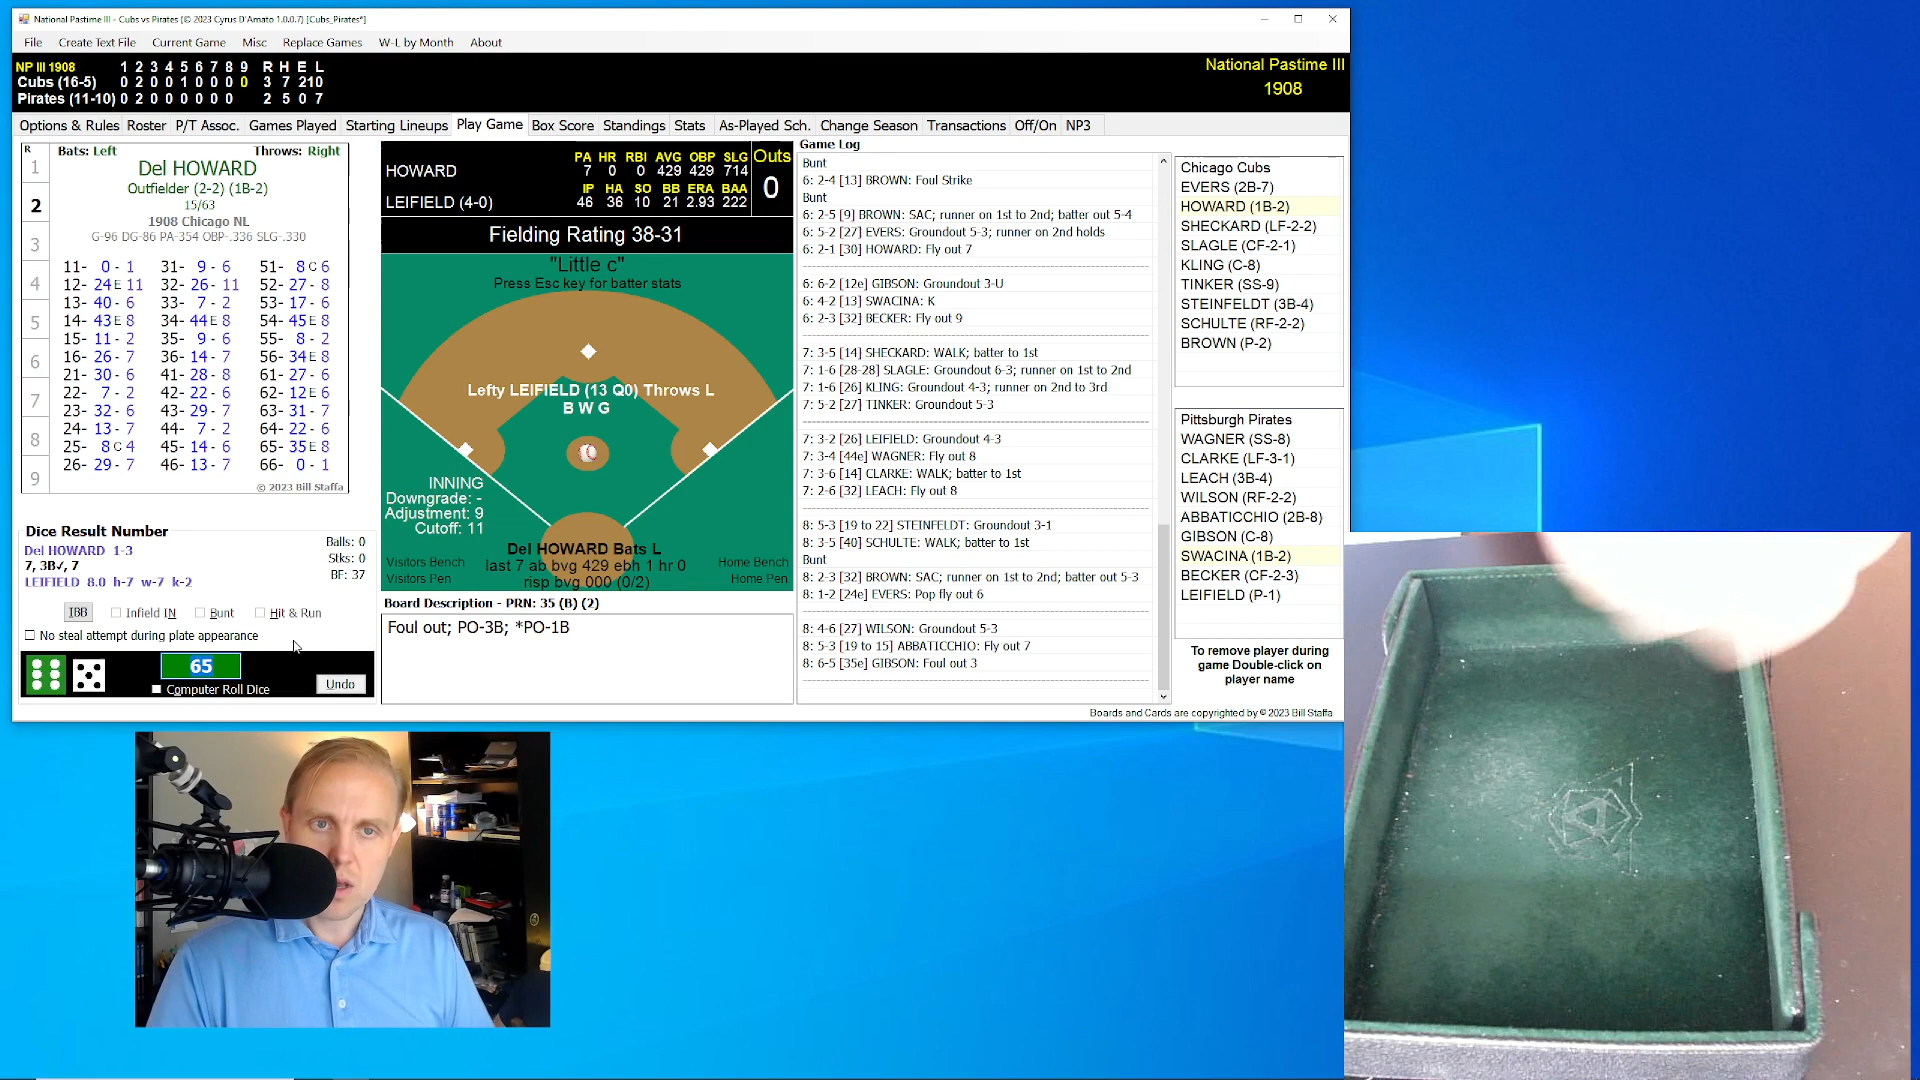 National Pastime III - Cubs vs Pirates (© 2023 Cyrus D'Amato 1.0.0.7) [Cubs_Pirates*]
File Create Text File Current Game Misc Replace Games W-L by Month About
NP III 1908 1 2 3 4 5 6 7 8 9 R H E L
Cubs (16-5) 0 2 0 0 1 0 0 0 0 3 7 2 10
Pirates (11-10) 0 2 0 0 0 0 0 0 2 5 0 7
National Pastime III
1908
Options & Rules Roster P/T Assoc. Games Played Starting Lineups Play Game Box Score Standings Stats As-Played Sch. Change Season Transactions Off/On NP3
R
1
2
3
4
5
6
7
8
9
Bats: Left Throws: Right
Del HOWARD
Outfielder (2-2) (1B-2)
15/63
1908 Chicago NL
G-96 DG-86 PA-354 OBP-.336 SLG-.330
11- 0 - 1 31- 9 - 6 51- 8 C 6
12- 24 E 11 32- 26 - 11 52- 27 - 8
13- 40 - 6 33- 7 - 2 53- 17 - 6
14- 43 E 8 34- 44 E 8 54- 45 E 8
15- 11 - 2 35- 9 - 6 55- 8 - 2
16- 26 - 7 36- 14 - 7 56- 34 E 8
21- 30 - 6 41- 28 - 8 61- 27 - 6
22- 7 - 2 42- 22 - 6 62- 12 E 6
23- 32 - 6 43- 29 - 7 63- 31 - 7
24- 13 - 7 44- 7 - 2 64- 22 - 6
25- 8 C 4 45- 14 - 6 65- 35 E 8
26- 29 - 7 46- 13 - 7 66- 0 - 1
© 2023 Bill Staffa
Dice Result Number
Del HOWARD 1-3
7, 3B✓, 7
LEIFIELD 8.0 h-7 w-7 k-2
Balls: 0
Stks: 0
BF: 37
IBB Infield IN Bunt Hit & Run
No steal attempt during plate appearance
65
Computer Roll Dice
Undo
PA HR RBI AVG OBP SLG Outs
HOWARD 7 0 0 429 429 714 0
IP HA SO BB ERA BAA
LEIFIELD (4-0) 46 36 10 21 2.93 222
Fielding Rating 38-31
"Little c"
Press Esc key for batter stats
Lefty LEIFIELD (13 Q0) Throws L
B W G
INNING
Downgrade: -
Adjustment: 9
Cutoff: 11
Del HOWARD Bats L
last 7 ab bvg 429 ebh 1 hr 0
risp bvg 000 (0/2)
Visitors Bench
Visitors Pen
Home Bench
Home Pen
Board Description - PRN: 35 (B) (2)
Foul out; PO-3B; *PO-1B
Game Log
Bunt
6: 2-4 [13] BROWN: Foul Strike
Bunt
6: 2-5 [9] BROWN: SAC; runner on 1st to 2nd; batter out 5-4
6: 5-2 [27] EVERS: Groundout 5-3; runner on 2nd holds
6: 2-1 [30] HOWARD: Fly out 7
6: 6-2 [12e] GIBSON: Groundout 3-U
6: 4-2 [13] SWACINA: K
6: 2-3 [32] BECKER: Fly out 9
7: 3-5 [14] SHECKARD: WALK; batter to 1st
7: 1-6 [28-28] SLAGLE: Groundout 6-3; runner on 1st to 2nd
7: 1-6 [26] KLING: Groundout 4-3; runner on 2nd to 3rd
7: 5-2 [27] TINKER: Groundout 5-3
7: 3-2 [26] LEIFIELD: Groundout 4-3
7: 3-4 [44e] WAGNER: Fly out 8
7: 3-6 [14] CLARKE: WALK; batter to 1st
7: 2-6 [32] LEACH: Fly out 8
8: 5-3 [19 to 22] STEINFELDT: Groundout 3-1
8: 3-5 [40] SCHULTE: WALK; batter to 1st
Bunt
8: 2-3 [32] BROWN: SAC; runner on 1st to 2nd; batter out 5-3
8: 1-2 [24e] EVERS: Pop fly out 6
8: 4-6 [27] WILSON: Groundout 5-3
8: 5-3 [19 to 15] ABBATICCHIO: Fly out 7
8: 6-5 [35e] GIBSON: Foul out 3
Chicago Cubs
EVERS (2B-7)
HOWARD (1B-2)
SHECKARD (LF-2-2)
SLAGLE (CF-2-1)
KLING (C-8)
TINKER (SS-9)
STEINFELDT (3B-4)
SCHULTE (RF-2-2)
BROWN (P-2)
Pittsburgh Pirates
WAGNER (SS-8)
CLARKE (LF-3-1)
LEACH (3B-4)
WILSON (RF-2-2)
ABBATICCHIO (2B-8)
GIBSON (C-8)
SWACINA (1B-2)
BECKER (CF-2-3)
LEIFIELD (P-1)
To remove player during
game Double-click on
player name
Boards and Cards are copyrighted by © 2023 Bill Staffa